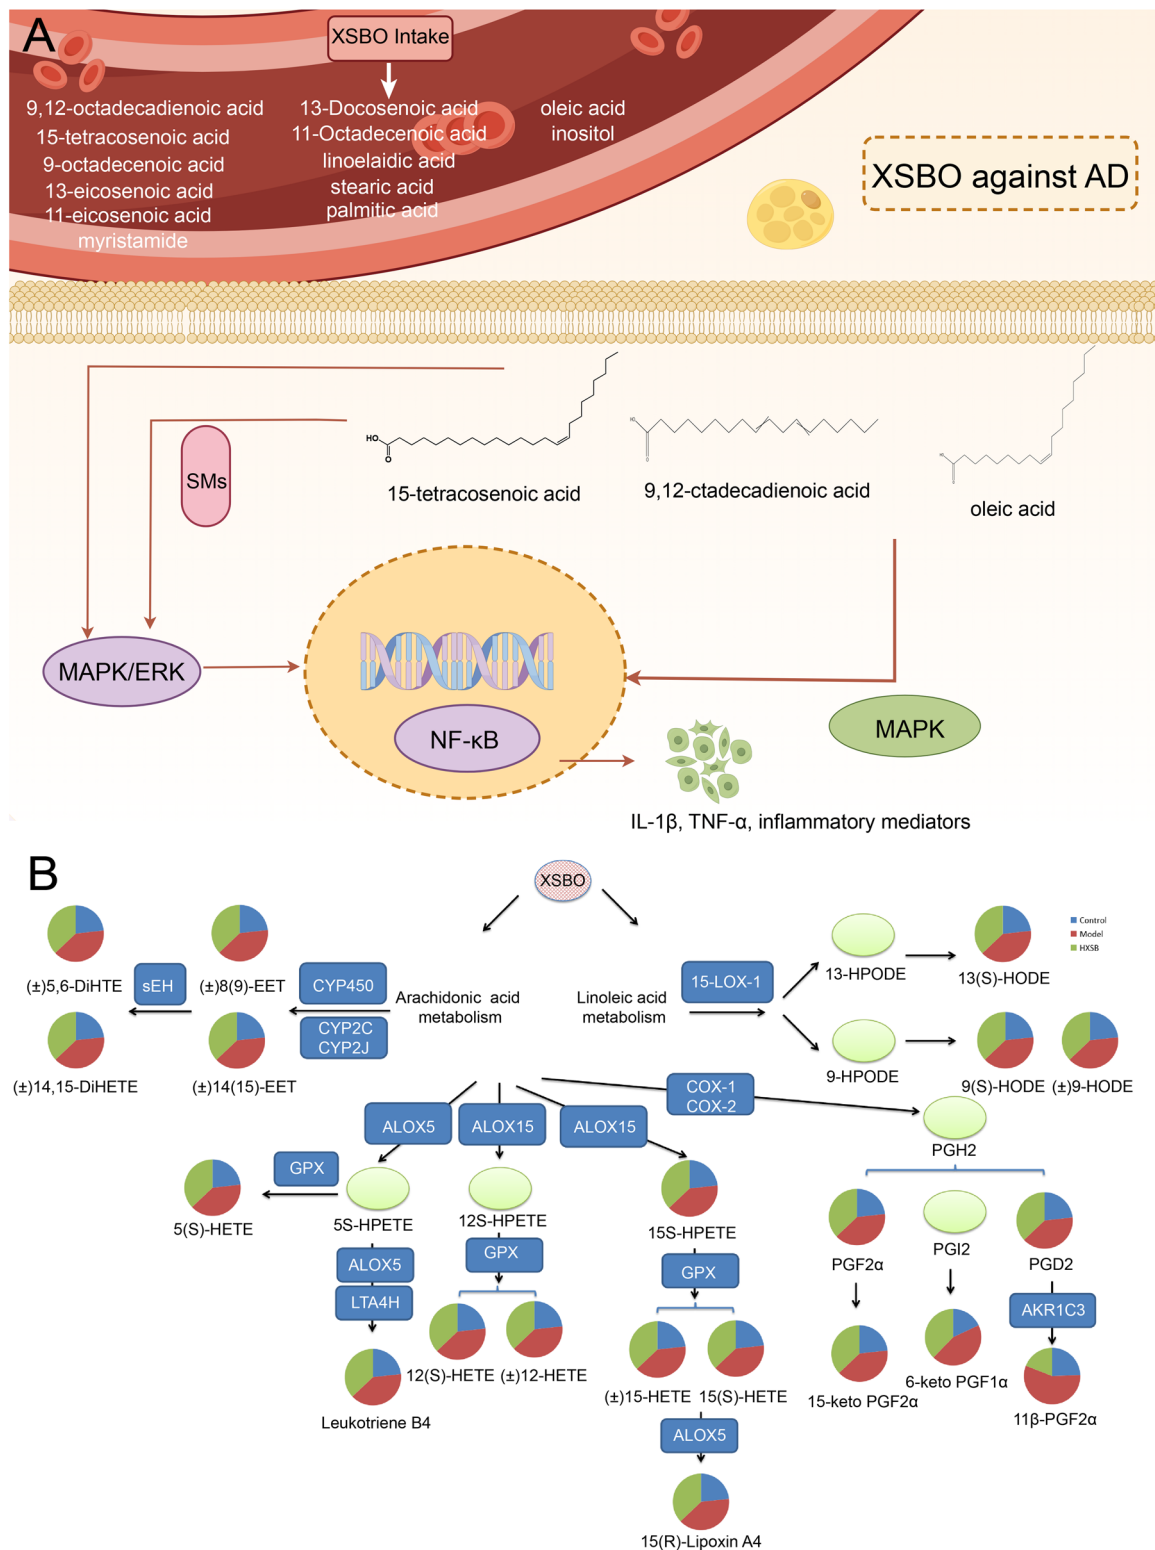 A
XSBO Intake
9,12-octadecadienoic acid
15-tetracosenoic acid
9-octadecenoic acid
13-eicosenoic acid
11-eicosenoic acid
myristamide
13-Docosenoic acid
11-Octadecenoic acid
linoelaidic acid
stearic acid
palmitic acid
oleic acid
inositol
XSBO against AD
HO
O
15-tetracosenoic acid
9,12-ctadecadienoic acid
oleic acid
SMs
MAPK/ERK
NF-κB
MAPK
IL-1β, TNF-α, inflammatory mediators
B
XSBO
Control
Model
HXSB
(±)5,6-DiHTE
sEH
(±)8(9)-EET
CYP450
CYP2C
CYP2J
(±)14,15-DiHETE
(±)14(15)-EET
Arachidonic acid
metabolism
Linoleic acid
metabolism
15-LOX-1
13-HPODE
13(S)-HODE
9-HPODE
9(S)-HODE
(±)9-HODE
ALOX5
ALOX15
ALOX15
COX-1
COX-2
PGH2
GPX
5(S)-HETE
5S-HPETE
12S-HPETE
15S-HPETE
PGF2α
PGI2
PGD2
ALOX5
LTA4H
GPX
GPX
AKR1C3
12(S)-HETE
(±)12-HETE
(±)15-HETE
15(S)-HETE
15-keto PGF2α
6-keto PGF1α
11β-PGF2α
Leukotriene B4
ALOX5
15(R)-Lipoxin A4